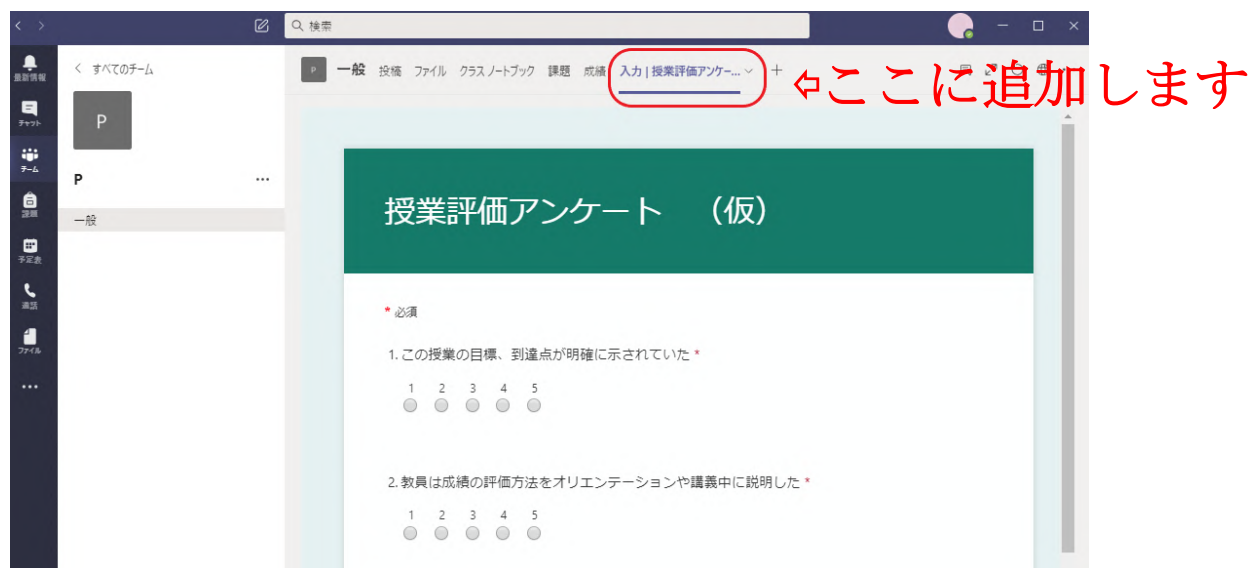 検索
最新情報
チャット
チーム
課題
予定表
通話
ファイル
すべてのチーム
P
P
一般
P 一般 投稿 ファイル クラス ノートブック 課題 成績 入力 | 授業評価アンケー...
⇦ここに追加します
授業評価アンケート （仮）
* 必須
1. この授業の目標、到達点が明確に示されていた *
1 2 3 4 5
2. 教員は成績の評価方法をオリエンテーションや講義中に説明した *
1 2 3 4 5